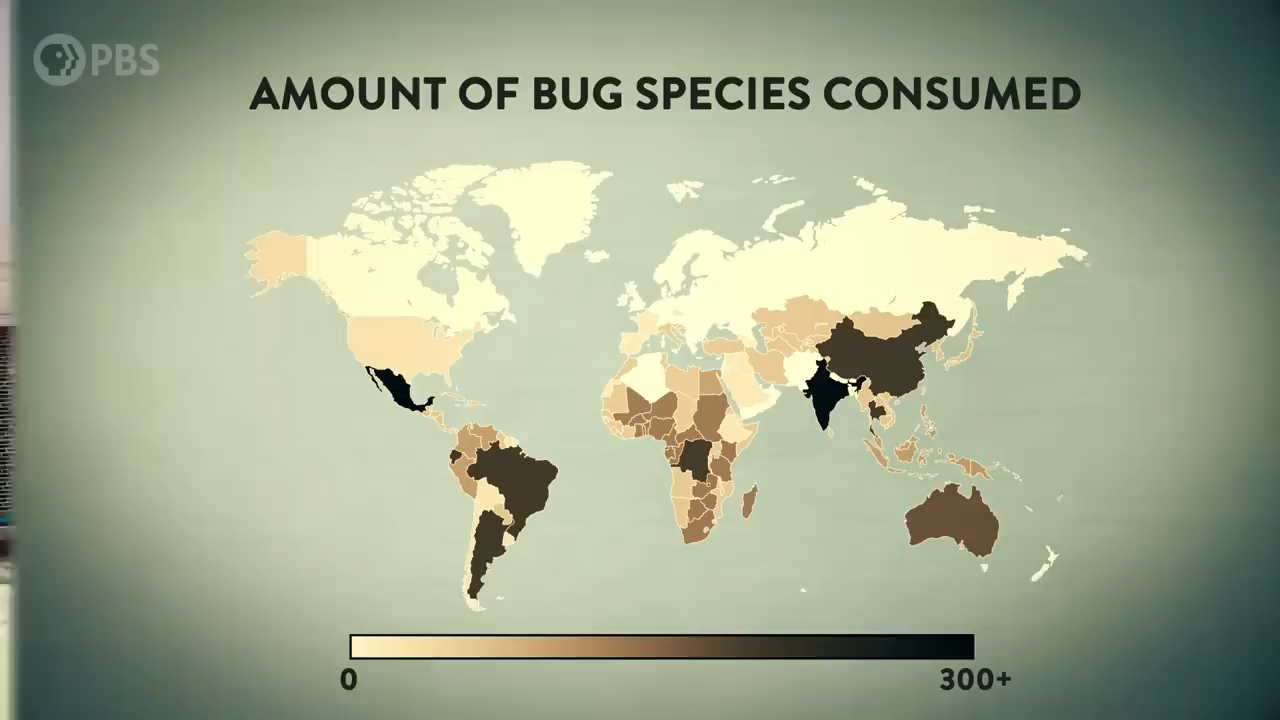 PBS
AMOUNT OF BUG SPECIES CONSUMED
0
300+